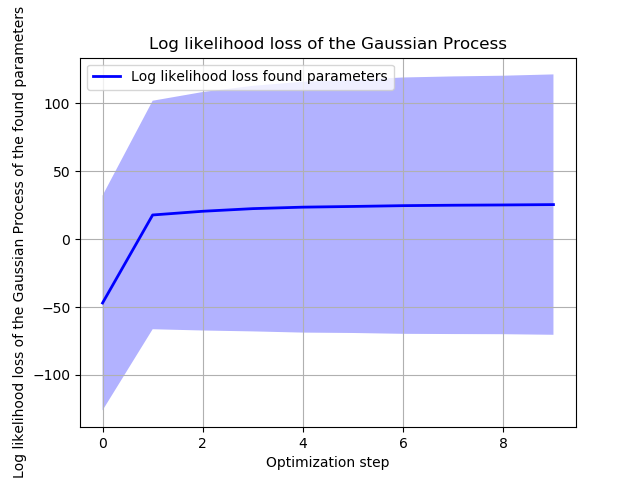 Log likelihood loss of the Gaussian Process
Log likelihood loss found parameters
Log likelihood loss of the Gaussian Process of the found parameters
100
50
0
−50
−100
0 2 4 6 8
Optimization step